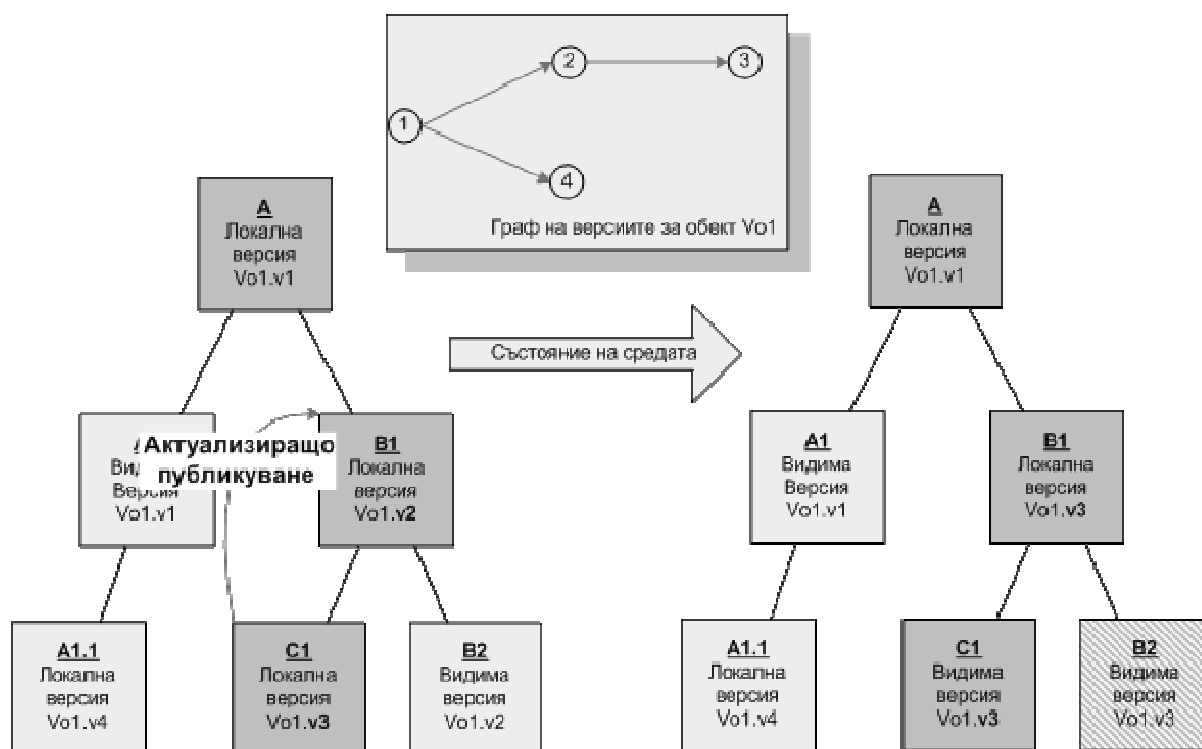 1
2
3
4
Граф на версиите за обект Vo1
A
Локална
версия
Vo1.v1
Състояние на средата
A
Локална
версия
Vo1.v1
Актуализиращо
публикуване
Версия
Vo1.v1
B1
Локална
версия
Vo1.v2
A1
Видима
Версия
Vo1.v1
B1
Локална
версия
Vo1.v3
A1.1
Локална
версия
Vo1.v4
C1
Локална
версия
Vo1.v3
B2
Видима
версия
Vo1.v2
A1.1
Локална
версия
Vo1.v4
C1
Видима
версия
Vo1.v3
B2
Видима
версия
Vo1.v3